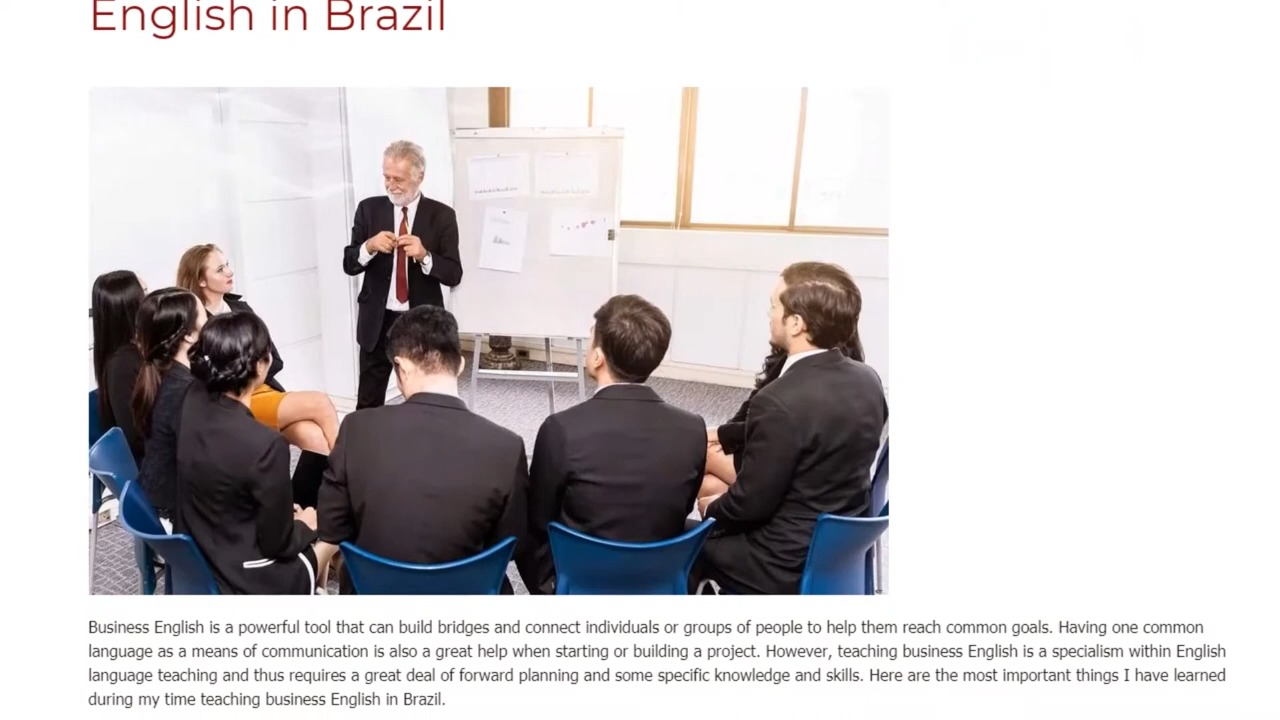 English in Brazil
Business English is a powerful tool that can build bridges and connect individuals or groups of people to help them reach common goals. Having one common
language as a means of communication is also a great help when starting or building a project. However, teaching business English is a specialism within English
language teaching and thus requires a great deal of forward planning and some specific knowledge and skills. Here are the most important things I have learned
during my time teaching business English in Brazil.